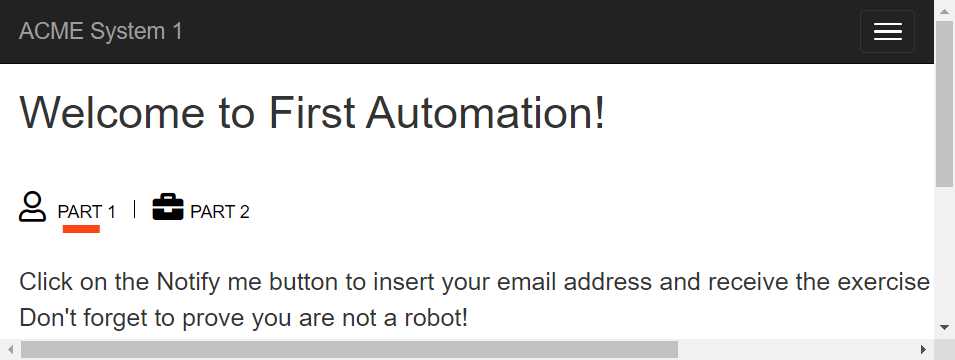 ACME System 1
Welcome to First Automation!
PART 1 | PART 2
Click on the Notify me button to insert your email address and receive the exercise
Don't forget to prove you are not a robot!